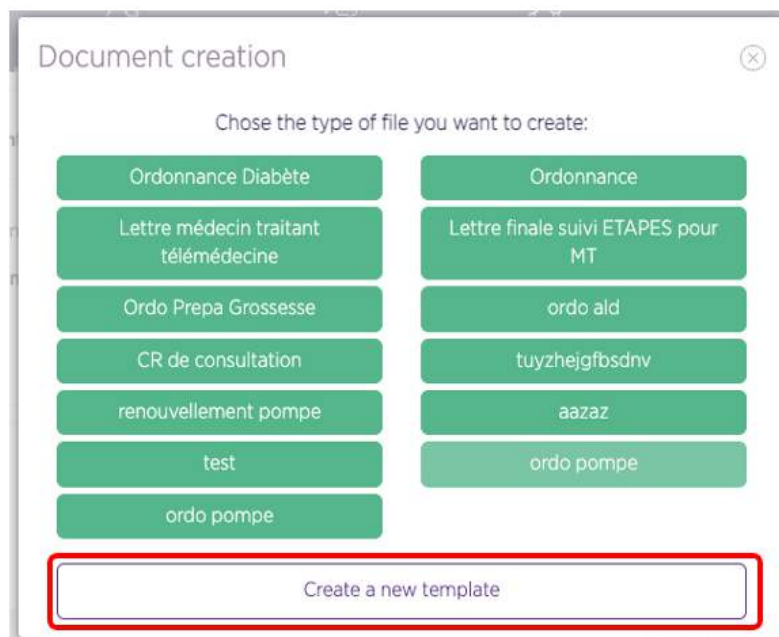 Document creation
Chose the type of file you want to create:
Ordonnance Diabète
Ordonnance
Lettre médecin traitant
télémédecine
Lettre finale suivi ETAPES pour
MT
Ordo Prepa Grossesse
ordo ald
CR de consultation
tuyzhejgfbsdnv
renouvellement pompe
aazaz
test
ordo pompe
ordo pompe
Create a new template